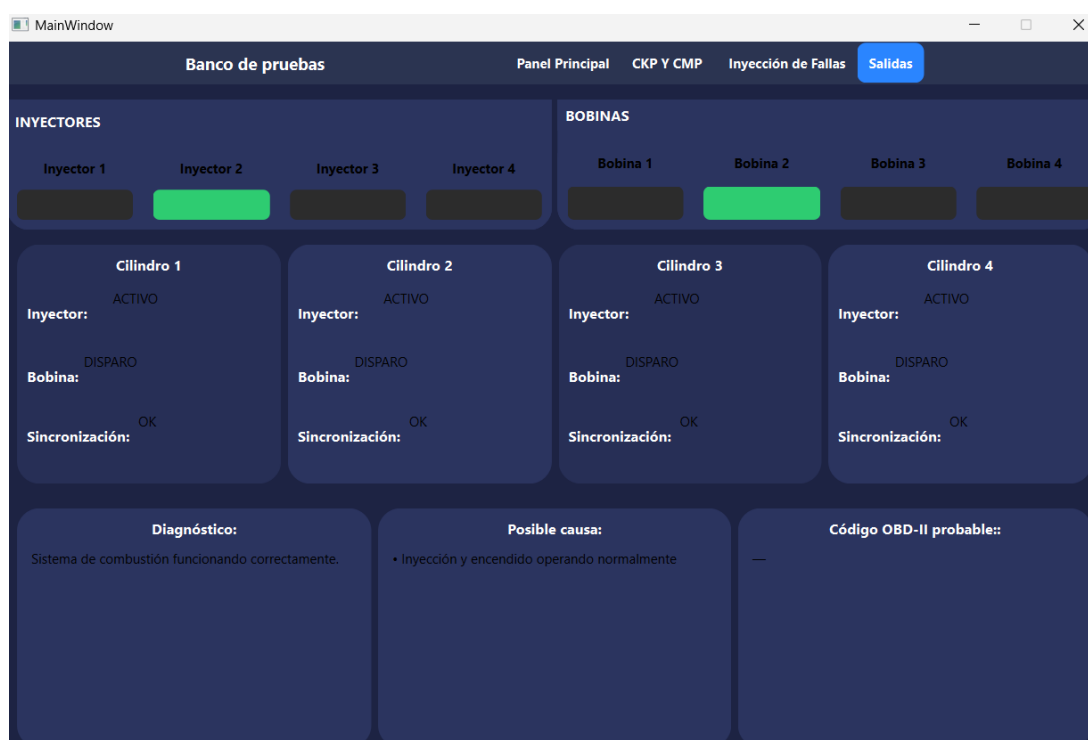 MainWindow
Banco de pruebas Panel Principal CKP Y CMP Inyección de Fallas Salidas
INYECTORES
Inyector 1 Inyector 2 Inyector 3 Inyector 4
BOBINAS
Bobina 1 Bobina 2 Bobina 3 Bobina 4
Cilindro 1
Inyector: ACTIVO
Bobina: DISPARO
Sincronización: OK
Cilindro 2
Inyector: ACTIVO
Bobina: DISPARO
Sincronización: OK
Cilindro 3
Inyector: ACTIVO
Bobina: DISPARO
Sincronización: OK
Cilindro 4
Inyector: ACTIVO
Bobina: DISPARO
Sincronización: OK
Diagnóstico:
Sistema de combustión funcionando correctamente.
Posible causa:
• Inyección y encendido operando normalmente
Código OBD-II probable::
—